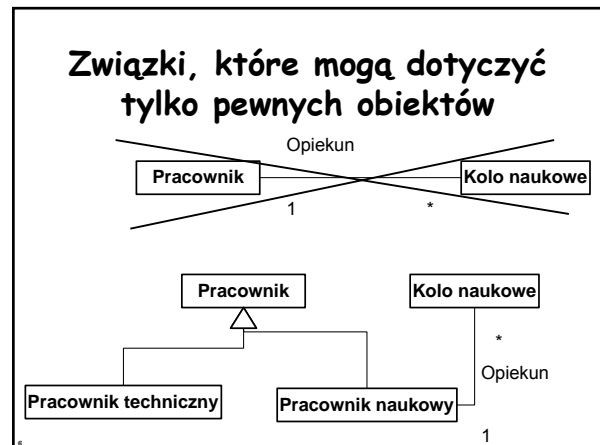 Związki, które mogą dotyczyć
tylko pewnych obiektów
Opiekun
Pracownik
Kolo naukowe
1
*
Pracownik
Kolo naukowe
*
Opiekun
Pracownik techniczny
Pracownik naukowy
1